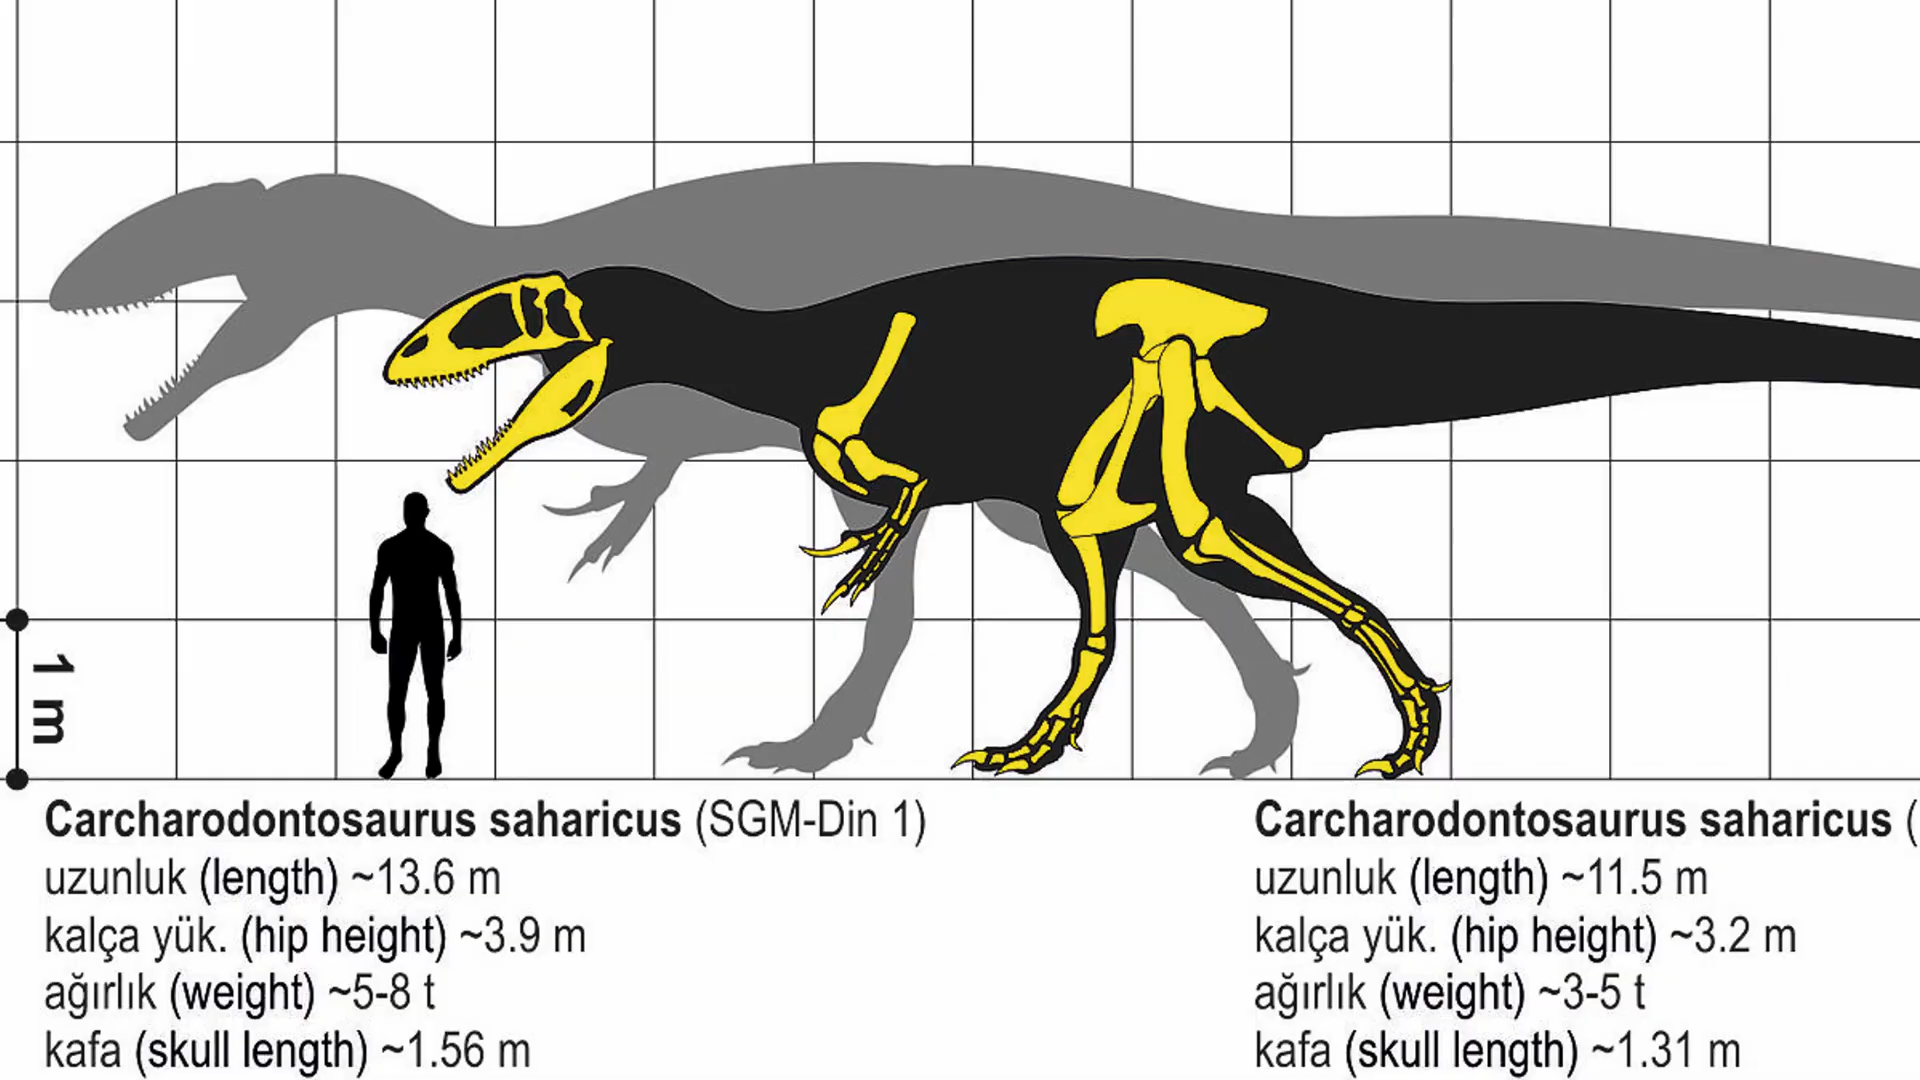 1 m
Carcharodontosaurus saharicus (SGM-Din 1)
uzunluk (length) ~13.6 m
kalça yük. (hip height) ~3.9 m
ağırlık (weight) ~5-8 t
kafa (skull length) ~1.56 m
Carcharodontosaurus saharicus (
uzunluk (length) ~11.5 m
kalça yük. (hip height) ~3.2 m
ağırlık (weight) ~3-5 t
kafa (skull length) ~1.31 m